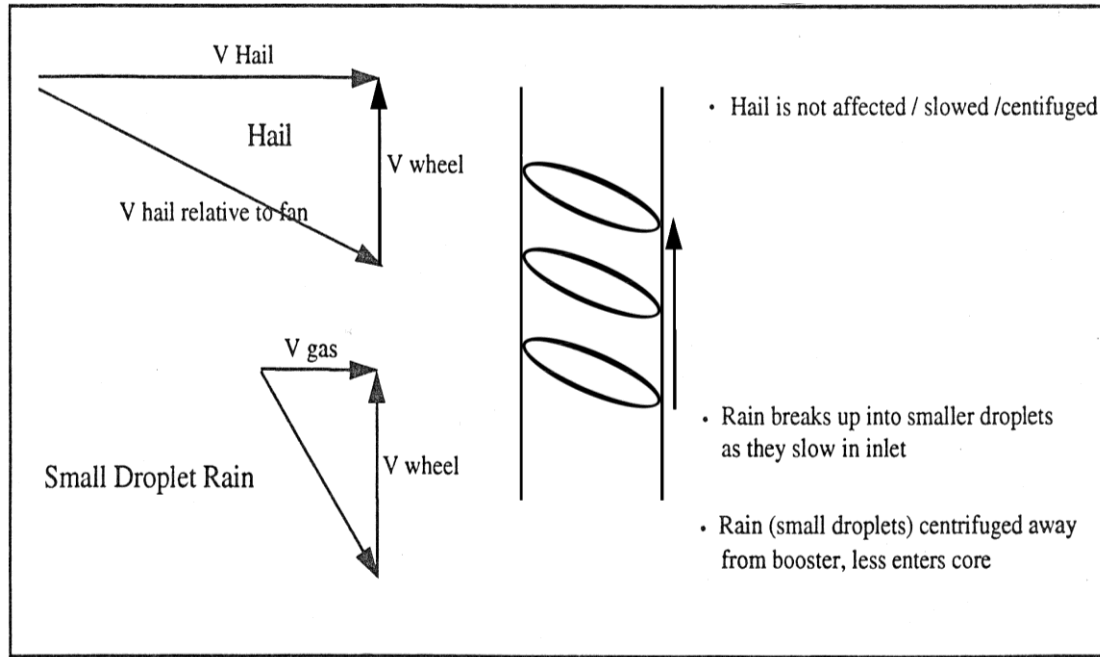 V Hail
Hail
V wheel
V hail relative to fan
V gas
V wheel
Small Droplet Rain
· Hail is not affected / slowed /centifuged
· Rain breaks up into smaller droplets
as they slow in inlet
· Rain (small droplets) centrifuged away
from booster, less enters core